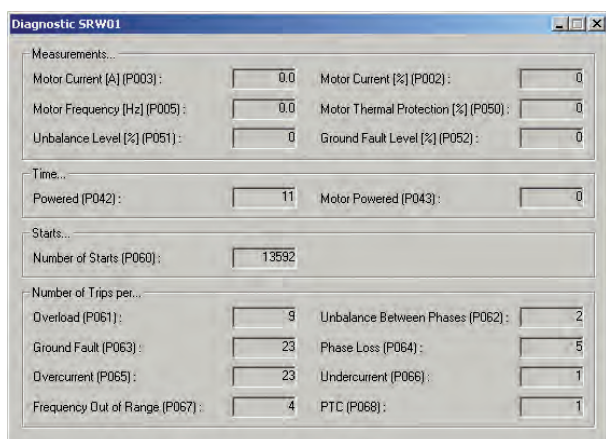 Diagnostic SRW01
Measurements...
Motor Current [A] (P003) : 0.0 Motor Current [%] (P002) : 0
Motor Frequency [Hz] (P005) : 0.0 Motor Thermal Protection [%] (P050) : 0
Unbalance Level [%] (P051) : 0 Ground Fault Level [%] (P052) : 0
Time...
Powered (P042) : 11 Motor Powered (P043) : 0
Starts...
Number of Starts (P060) : 13592
Number of Trips per...
Overload (P061) : 9 Unbalance Between Phases (P062) : 2
Ground Fault (P063) : 23 Phase Loss (P064) : 5
Overcurrent (P065) : 23 Undercurrent (P066) : 1
Frequency Out of Range (P067) : 4 PTC (P068) : 1